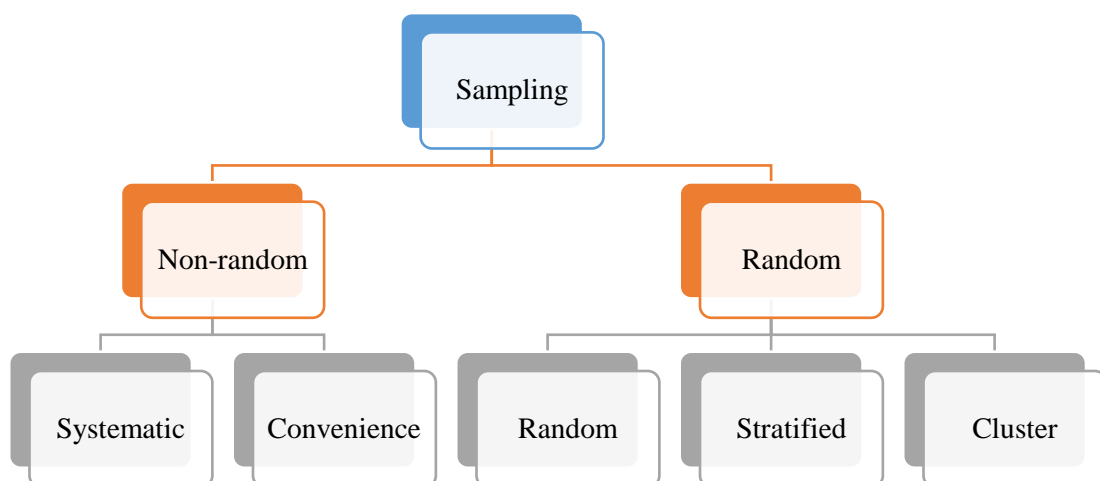 Sampling
Non-random
Random
Systematic
Convenience
Random
Stratified
Cluster